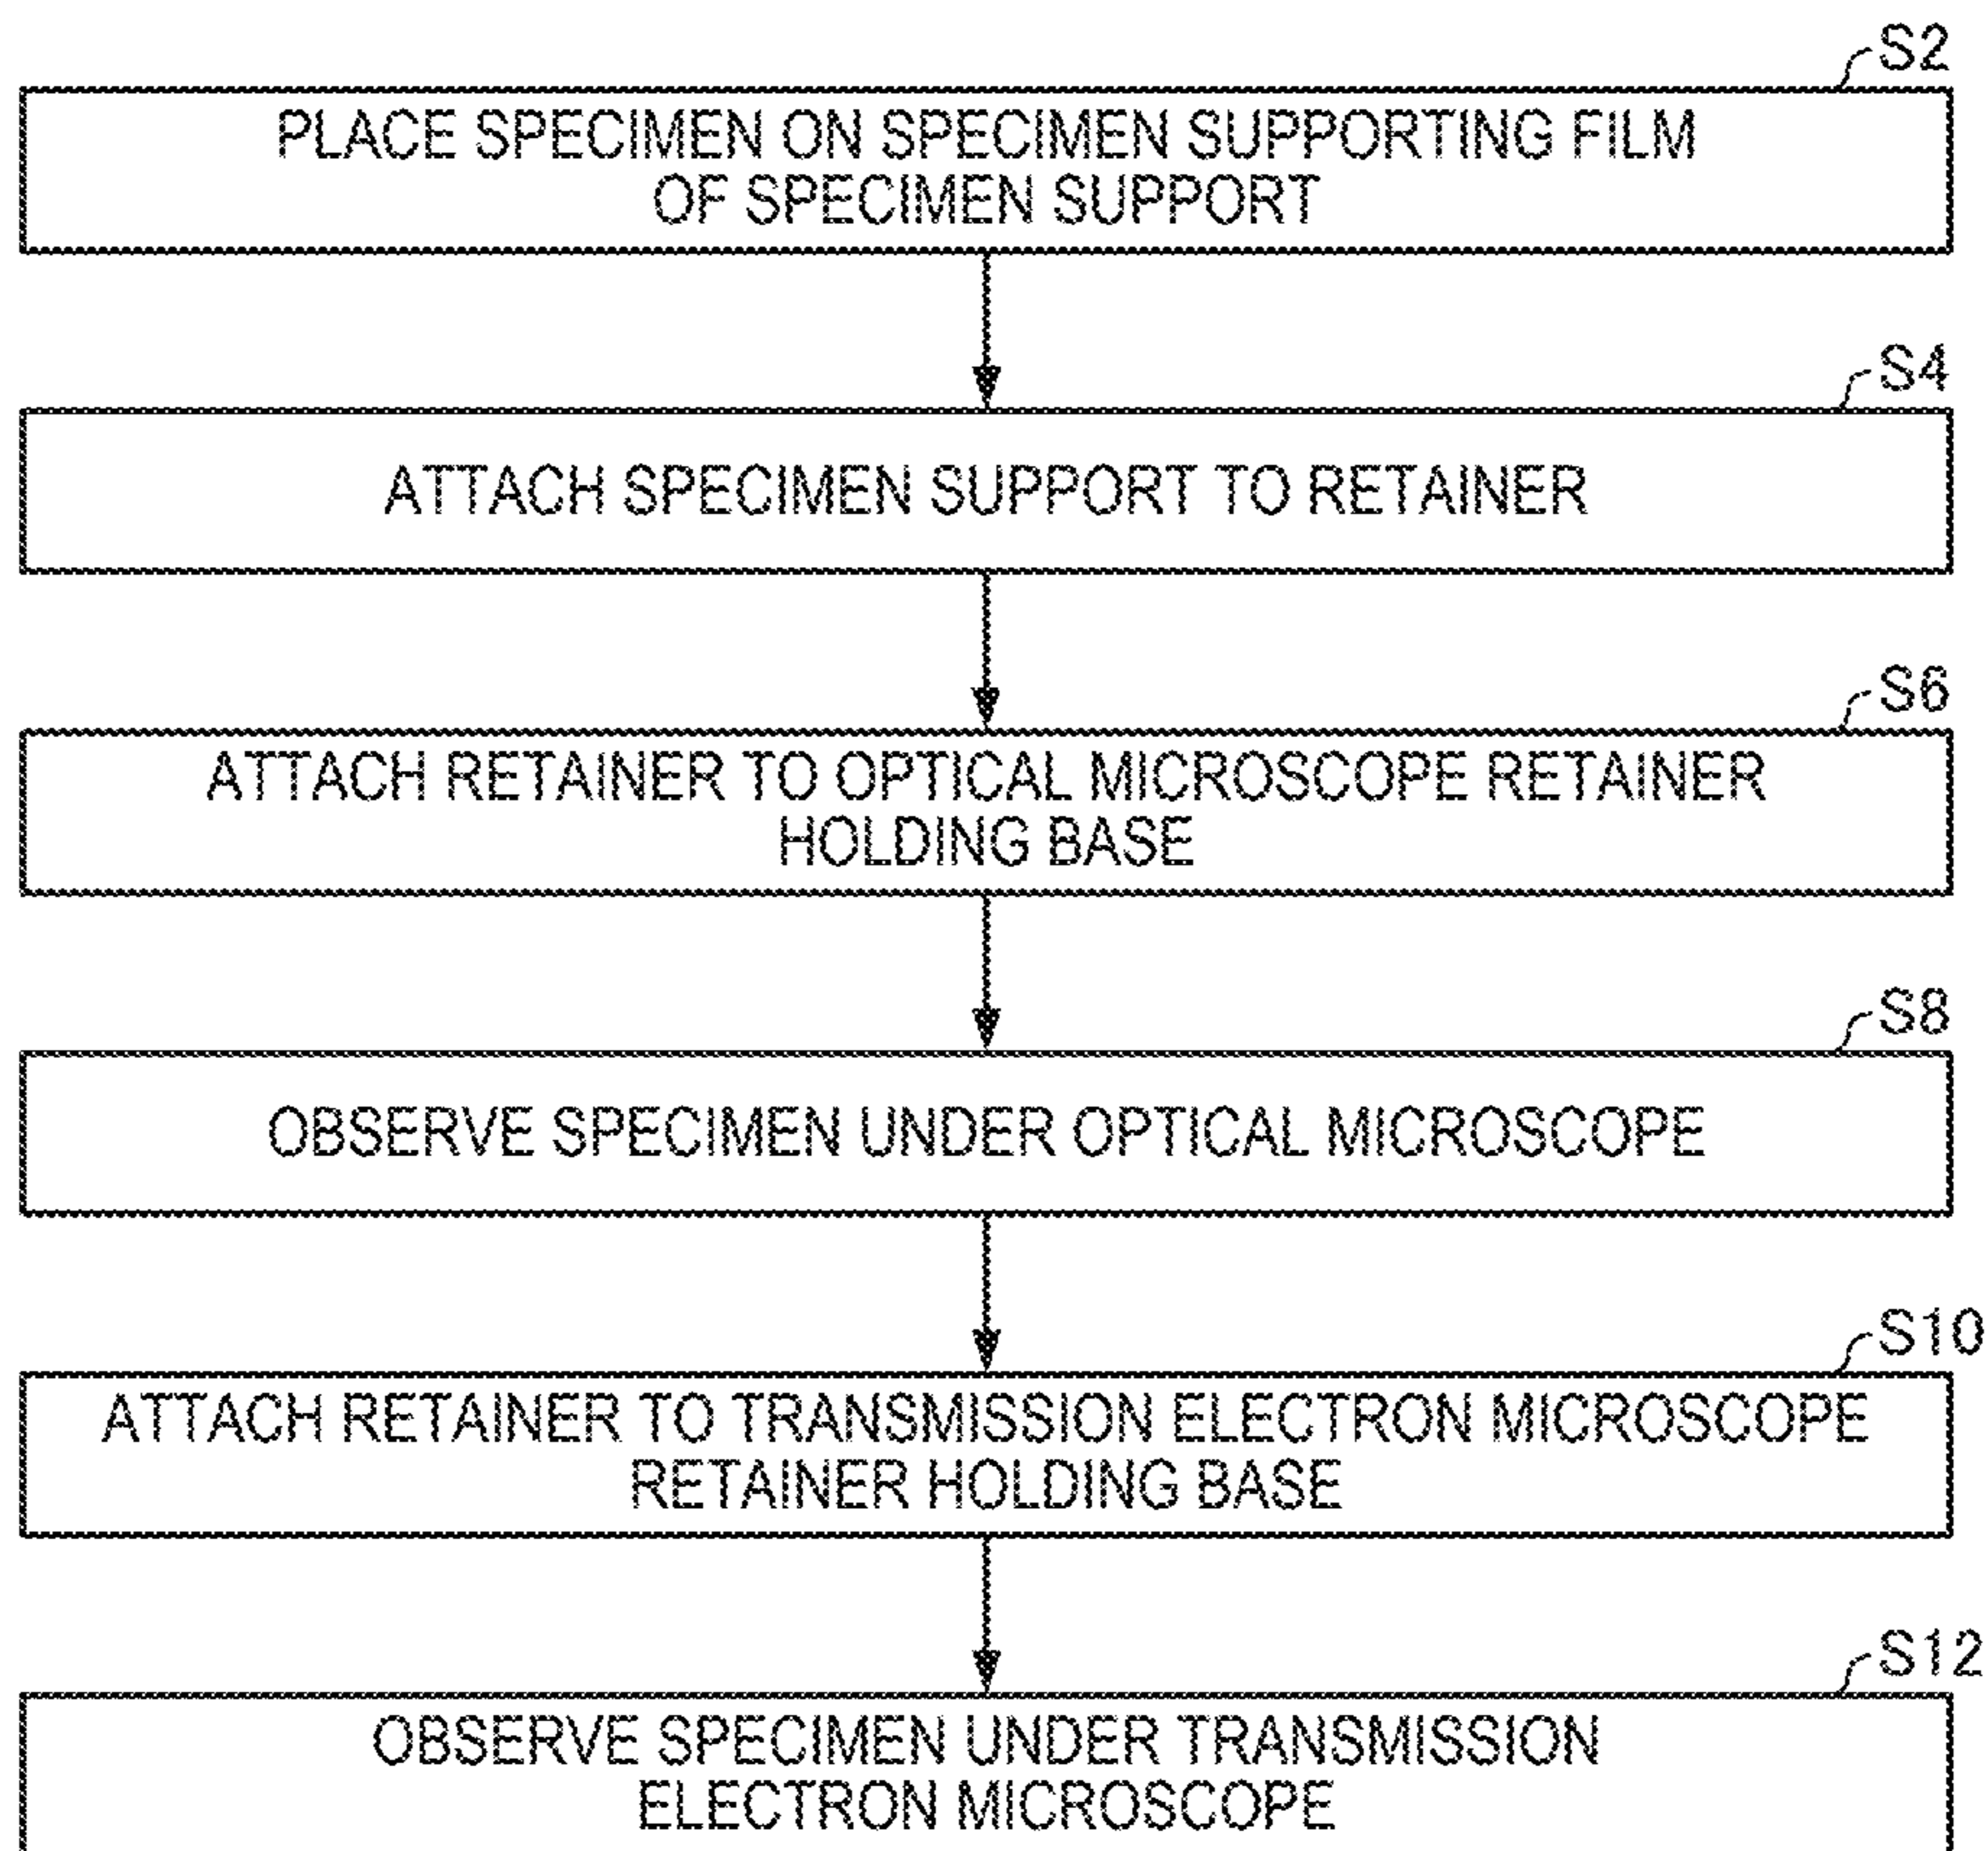 S2
PLACE SPECIMEN ON SPECIMEN SUPPORTING FILM
OF SPECIMEN SUPPORT
S4
ATTACH SPECIMEN SUPPORT TO RETAINER
S6
ATTACH RETAINER TO OPTICAL MICROSCOPE RETAINER
HOLDING BASE
S8
OBSERVE SPECIMEN UNDER OPTICAL MICROSCOPE
S10
ATTACH RETAINER TO TRANSMISSION ELECTRON MICROSCOPE
RETAINER HOLDING BASE
S12
OBSERVE SPECIMEN UNDER TRANSMISSION
ELECTRON MICROSCOPE